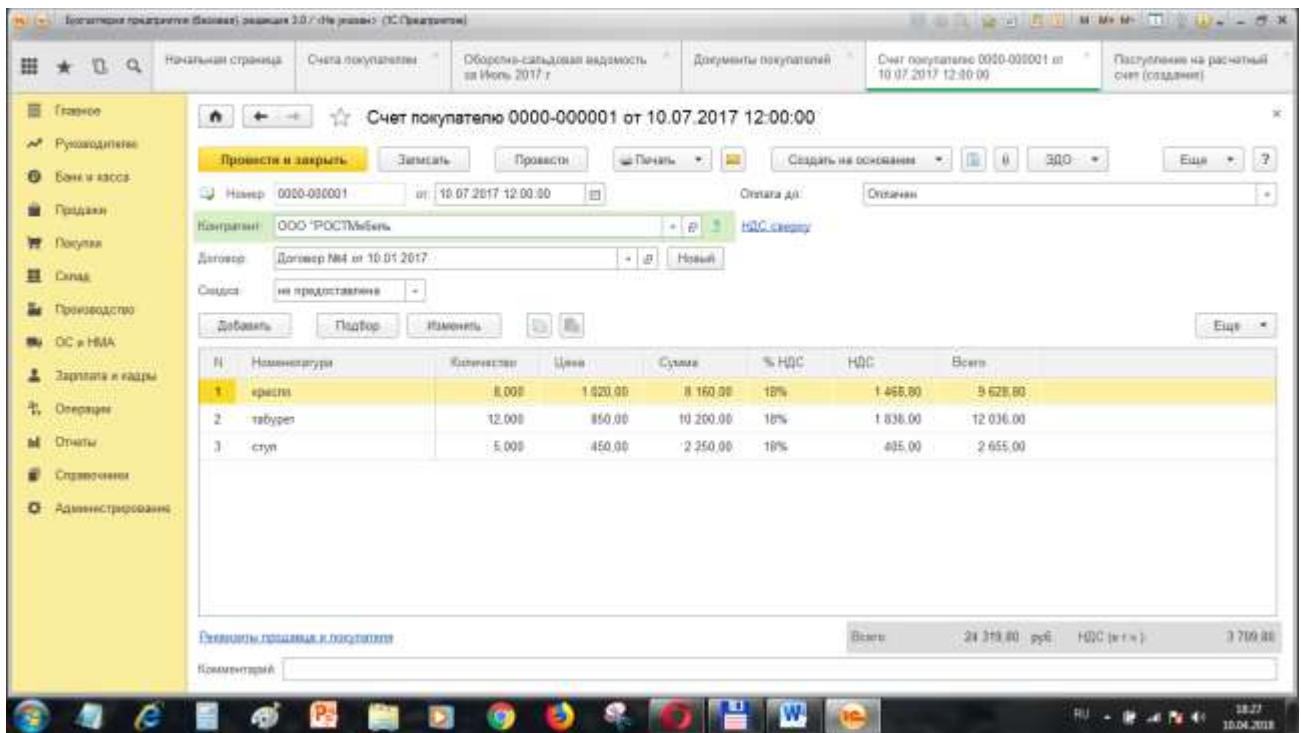 Бухгалтерия предприятия (базовая), редакция 3.0 / <Не указан> (1С:Предприятие)
M M+ M-
Начальная страница
Счета покупателям
Оборотно-сальдовая ведомость за Июль 2017 г
Документы покупателей
Счет покупателю 0000-000001 от 10.07.2017 12:00:00
Поступление на расчетный счет (создание)
Главное
Руководителю
Банк и касса
Продажи
Покупки
Склад
Производство
ОС и НМА
Зарплата и кадры
Операции
Отчеты
Справочники
Администрирование
Счет покупателю 0000-000001 от 10.07.2017 12:00:00
Провести и закрыть
Записать
Провести
Печать
Создать на основании
ЭДО
Еще
?
Номер: 0000-000001 от: 10.07.2017 12:00:00
Оплата до:
Оплачен
Контрагент: ООО "РОСТМебель
?
НДС сверху
Договор: Договор №4 от 10.01.2017
Новый
Скидка: не предоставлена
Добавить
Подбор
Изменить
Еще
N Номенклатура Количество Цена Сумма % НДС НДС Всего
1 кресло 8,000 1 020,00 8 160,00 18% 1 468,80 9 628,80
2 табурет 12,000 850,00 10 200,00 18% 1 836,00 12 036,00
3 стул 5,000 450,00 2 250,00 18% 405,00 2 655,00
Реквизиты продавца и покупателя
Всего: 24 319,80 руб. НДС (в т.ч.): 3 709,80
Комментарий:
RU
18:27
10.04.2018